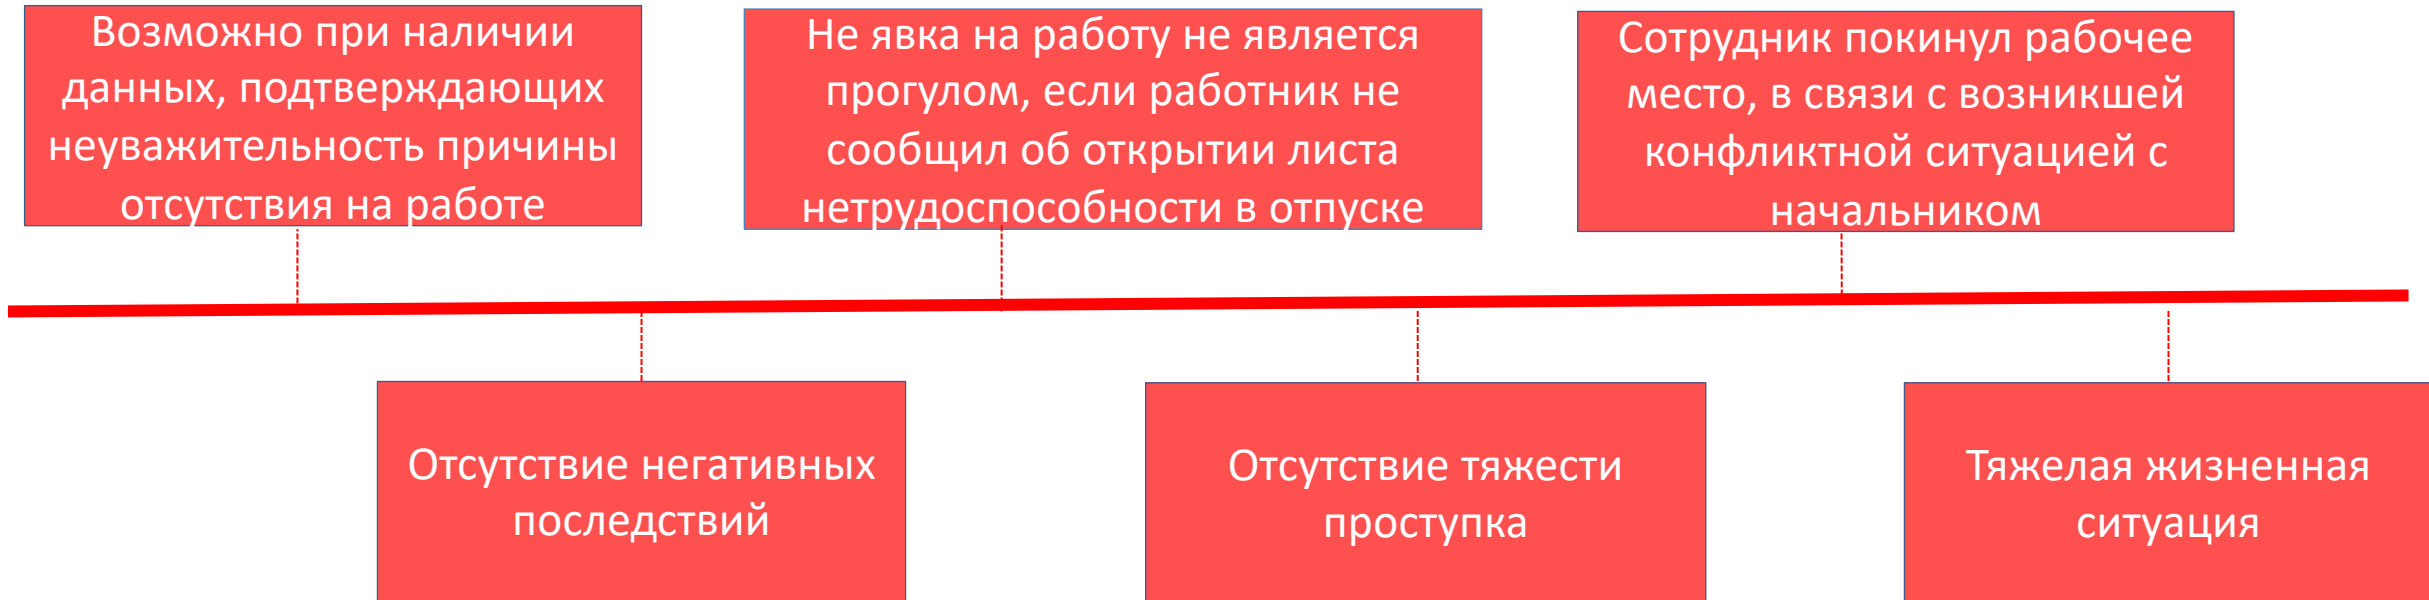 Возможно при наличии
данных, подтверждающих
неуважительность причины
отсутствия на работе
Не явка на работу не является
прогулом, если работник не
сообщил об открытии листа
нетрудоспособности в отпуске
Сотрудник покинул рабочее
место, в связи с возникшей
конфликтной ситуацией с
начальником
Отсутствие негативных
последствий
Отсутствие тяжести
проступка
Тяжелая жизненная
ситуация